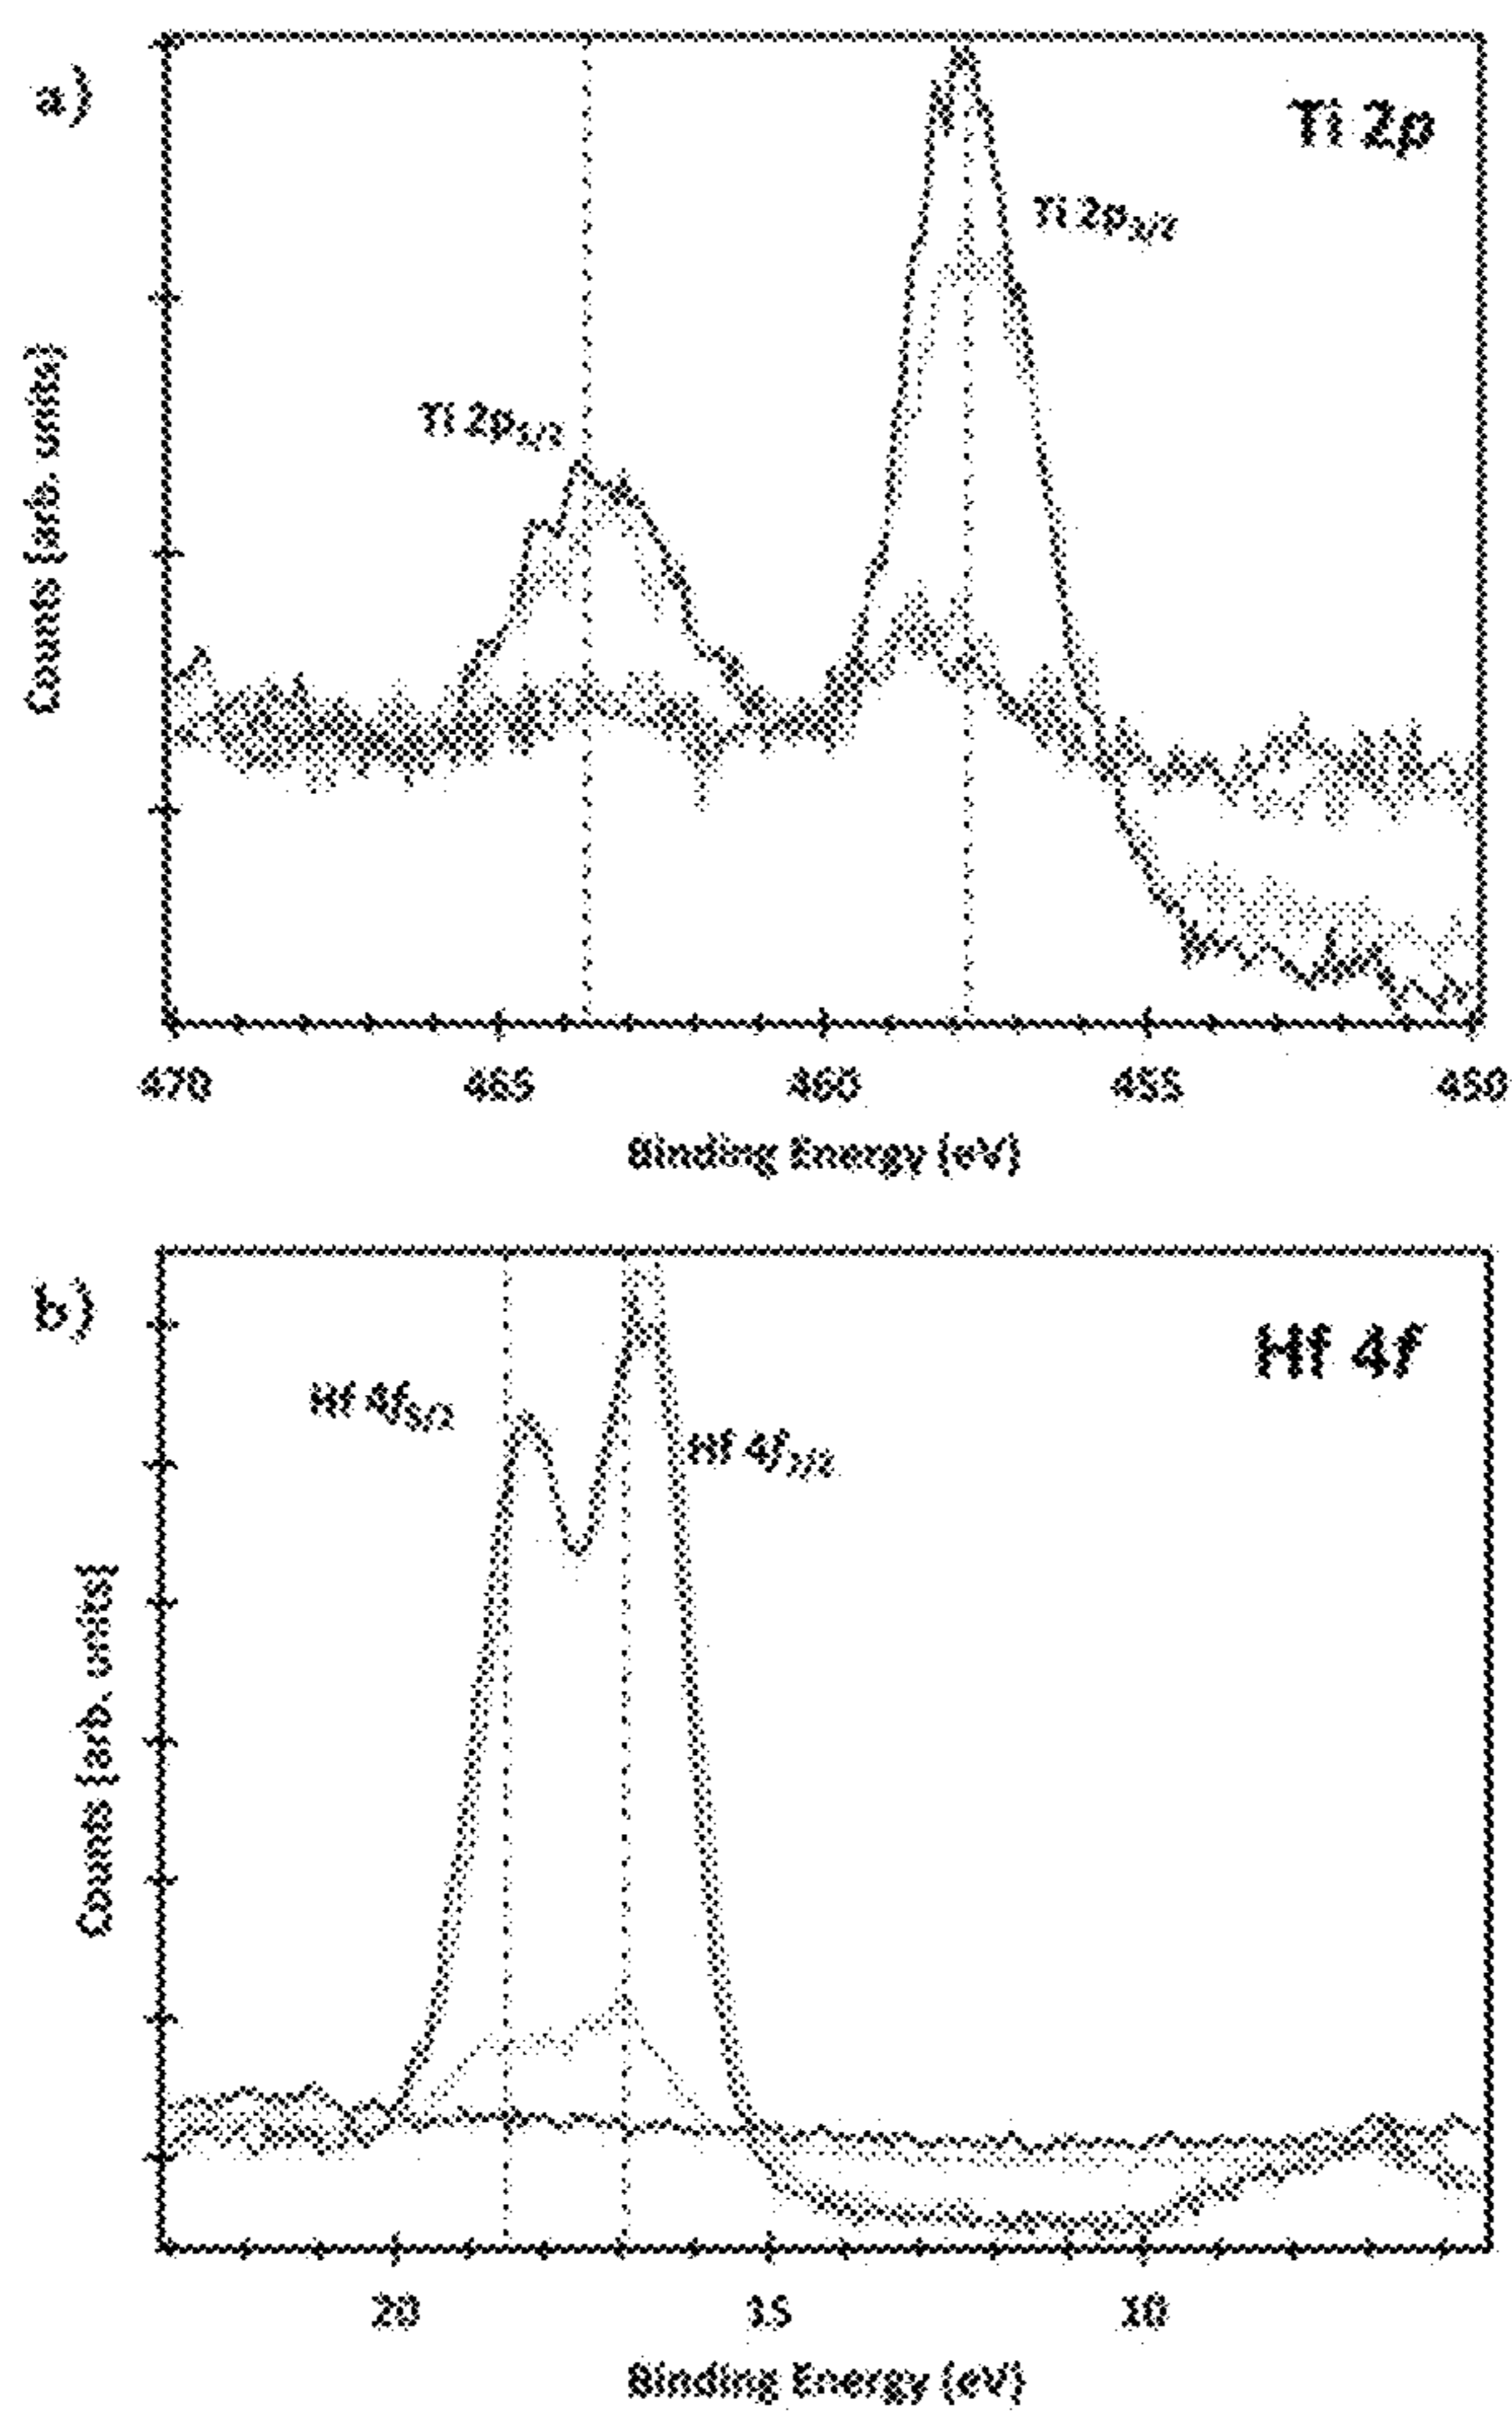 a)
Ti 2p
Ti 2p3/2
Ti 2p1/2
Counts [arb. units]
470 465 460 455 450
Binding Energy (eV)
b)
Hf 4f
Hf 4f5/2
Hf 4f7/2
Counts [arb. units]
20 15 10
Binding Energy (eV)